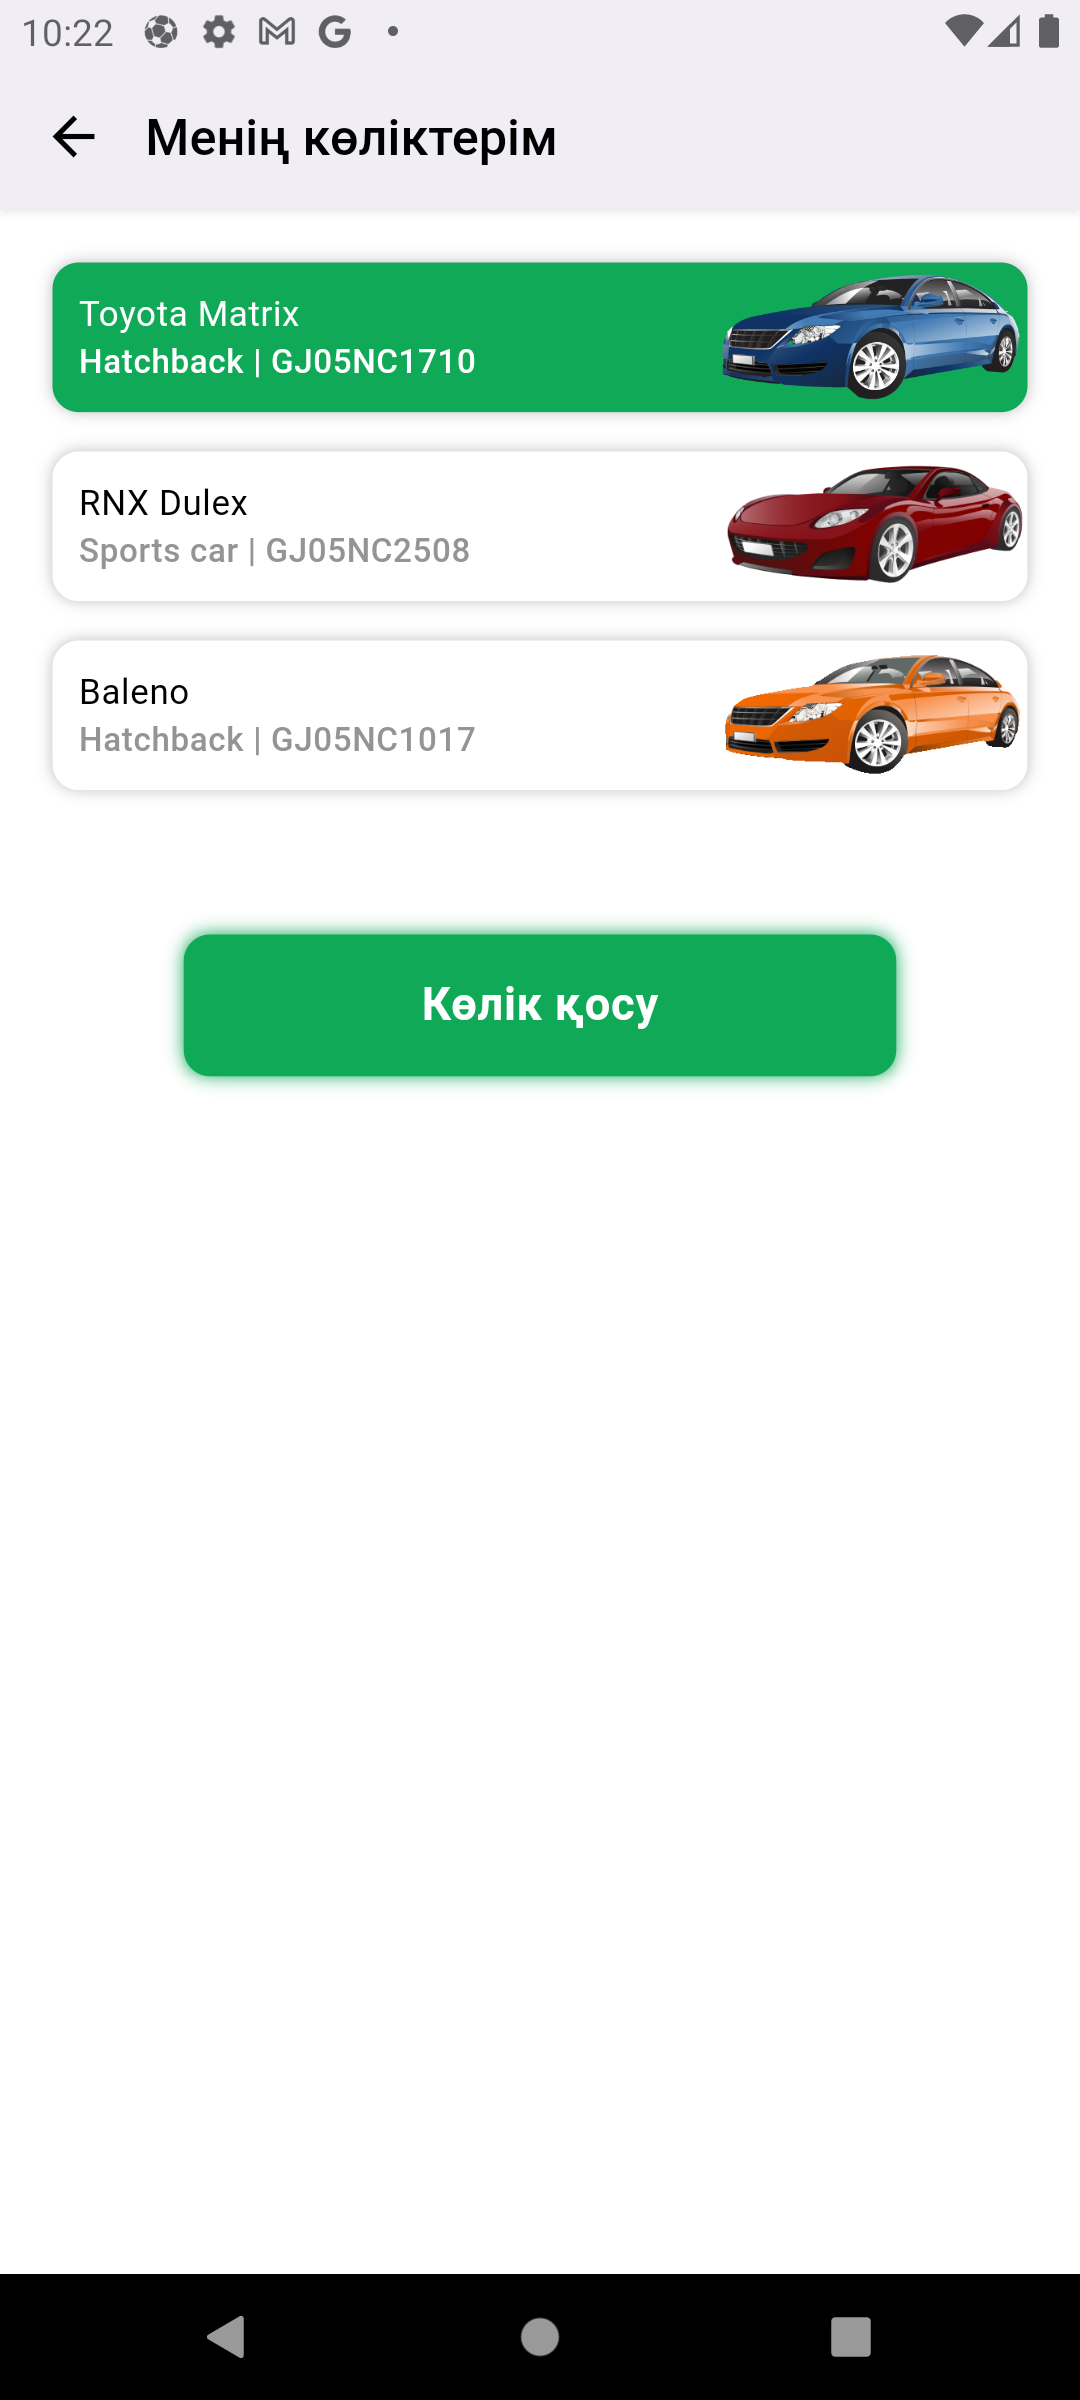 10:22
Менің көліктерім
Toyota Matrix
Hatchback | GJ05NC1710
RNX Dulex
Sports car | GJ05NC2508
Baleno
Hatchback | GJ05NC1017
Көлік қосу